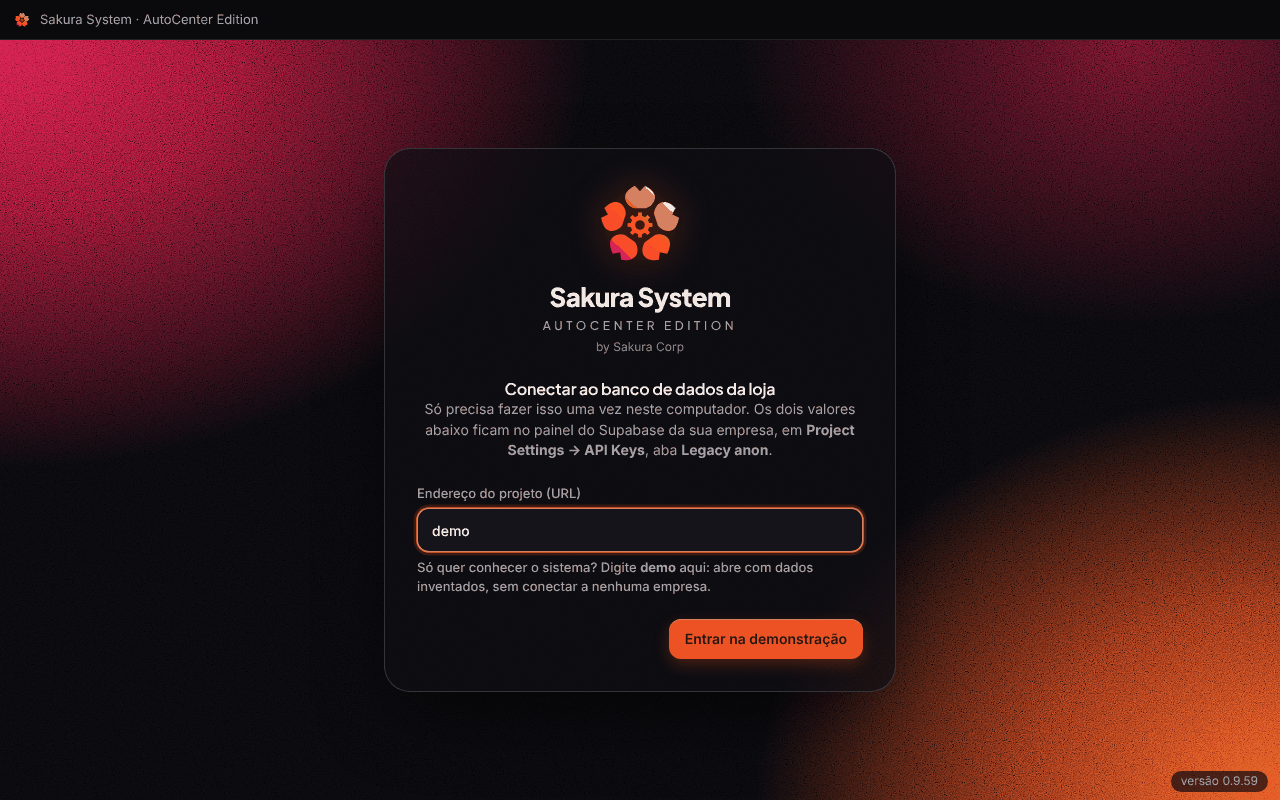 Sakura System · AutoCenter Edition
Sakura System
AUTOCENTER EDITION
by Sakura Corp
Conectar ao banco de dados da loja
Só precisa fazer isso uma vez neste computador. Os dois valores
abaixo ficam no painel do Supabase da sua empresa, em Project
Settings → API Keys, aba Legacy anon.
Endereço do projeto (URL)
demo
Só quer conhecer o sistema? Digite demo aqui: abre com dados
inventados, sem conectar a nenhuma empresa.
Entrar na demonstração
versão 0.9.59